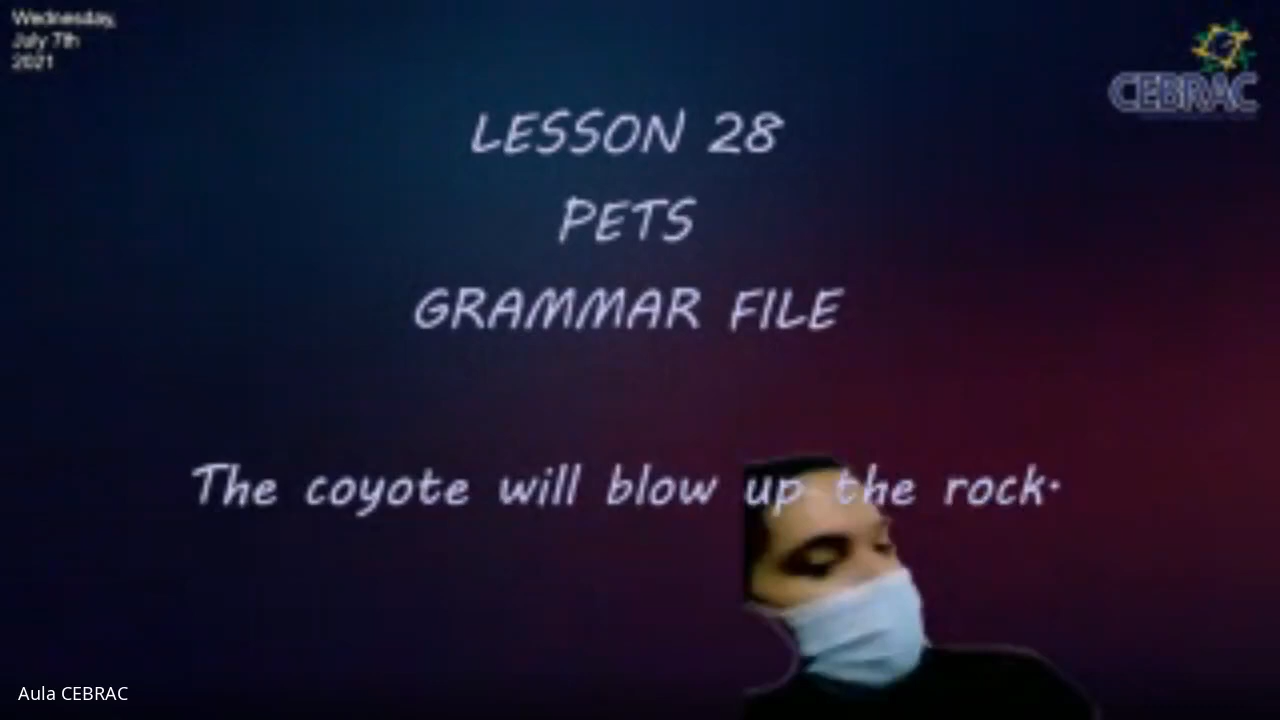 Wednesday,
July 7th
2021
CEBRAC
LESSON 28
PETS
GRAMMAR FILE
The coyote will blow up the rock.
Aula CEBRAC